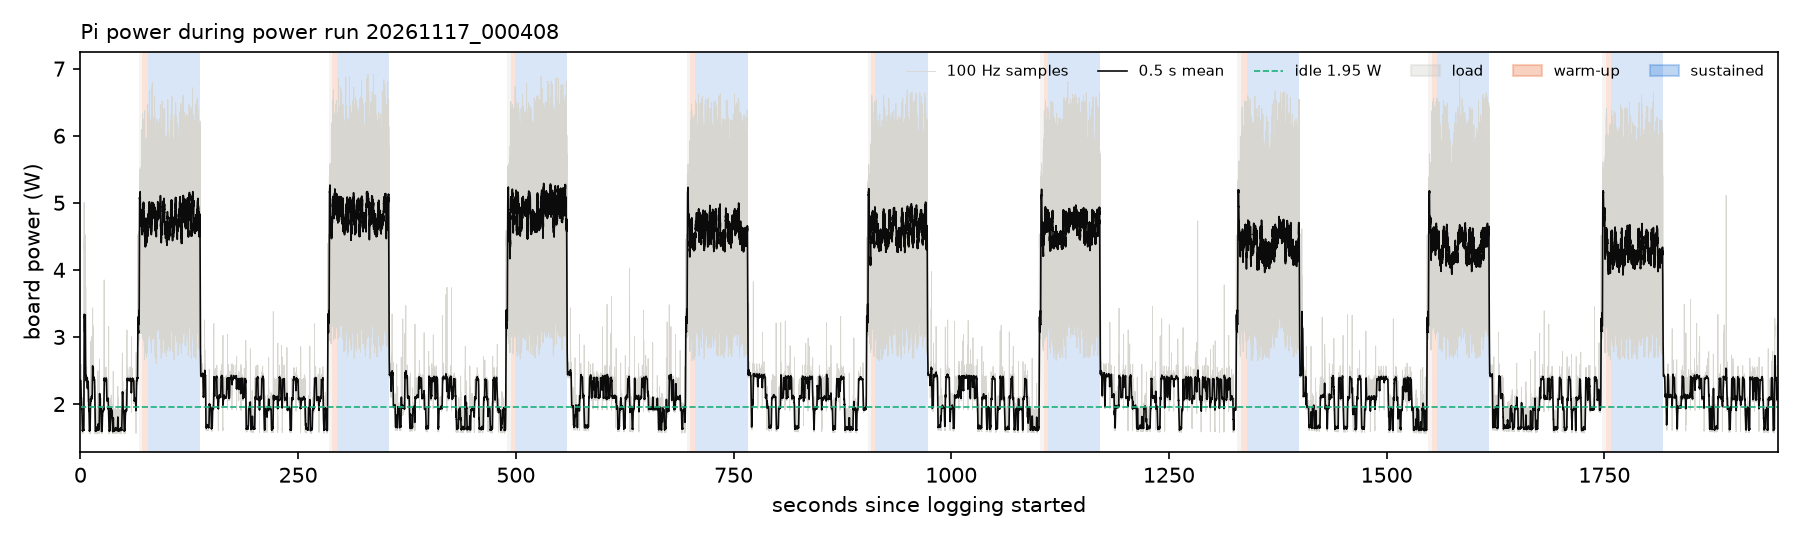 Pi power during power run 20261117_000408
100 Hz samples 0.5 s mean idle 1.95 W load warm-up sustained
board power (W)
7
6
5
4
3
2
0 250 500 750 1000 1250 1500 1750
seconds since logging started